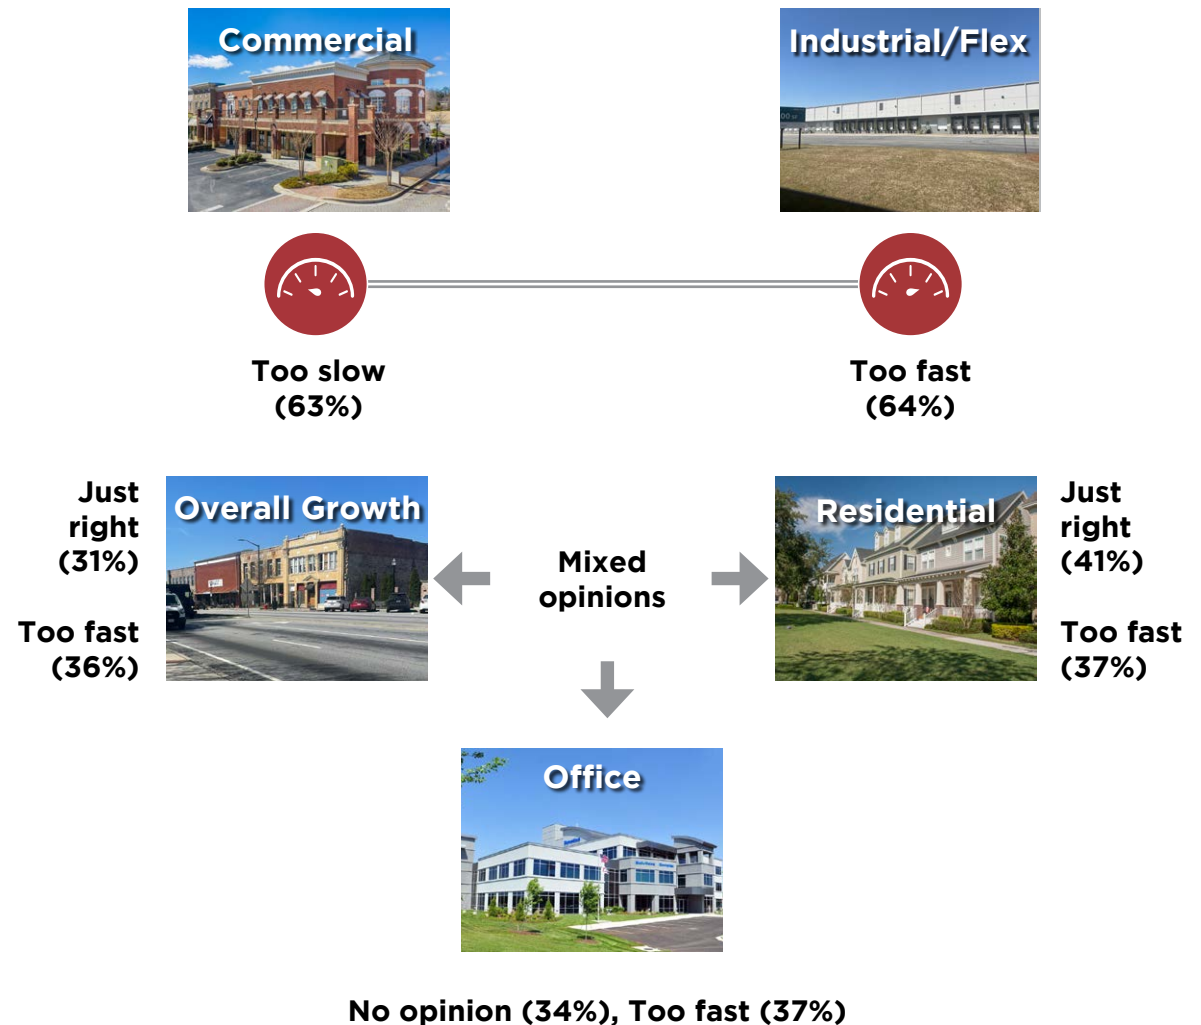 Commercial
Industrial/Flex
Too slow
(63%)
Too fast
(64%)
Just
right
(31%)
Too fast
(36%)
Overall Growth
Mixed
opinions
Residential
Just
right
(41%)
Too fast
(37%)
Office
No opinion (34%), Too fast (37%)